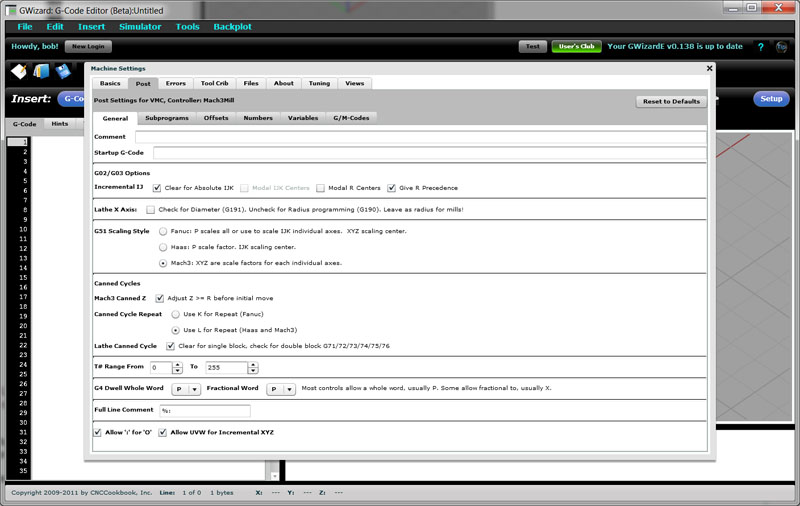 GWizard: G-Code Editor (Beta):Untitled
File Edit Insert Simulator Tools Backplot
Howdy, bob! New Login Test User's Club Your GWizardE v0.138 is up to date ?
Machine Settings
Basics Post Errors Tool Crib Files About Tuning Views
Post Settings for VMC, Controller: Mach3Mill Reset to Defaults
Insert: G-Co Setup
General Subprograms Offsets Numbers Variables G/M-Codes
G-Code Hints
Comment
Startup G-Code
G02/G03 Options
Incremental IJ Clear for Absolute IJK Modal IJK Centers Modal R Centers Give R Precedence
Lathe X Axis: Check for Diameter (G191). Uncheck for Radius programming (G190). Leave as radius for mills!
G51 Scaling Style Fanuc: P scales all or use to scale IJK individual axes. XYZ scaling center.
Haas: P scale factor. IJK scaling center.
Mach3: XYZ are scale factors for each individual axes.
Canned Cycles
Mach3 Canned Z Adjust Z >= R before initial move
Canned Cycle Repeat Use K for Repeat (Fanuc)
Use L for Repeat (Haas and Mach3)
Lathe Canned Cycle Clear for single block, check for double block G71/72/73/74/75/76
T# Range From 0 To 255
G4 Dwell Whole Word P Fractional Word P Most controls allow a whole word, usually P. Some allow fractional to, usually X.
Full Line Comment %:
Allow ':' for 'O' Allow UVW for Incremental XYZ
1
2
3
4
5
6
7
8
9
10
11
12
13
14
15
16
17
18
19
20
21
22
23
24
25
26
27
28
29
30
31
32
33
34
35
Copyright 2009-2011 by CNCCookbook, Inc. Line: 1 of 0 1 bytes X: --- Y: --- Z: ---